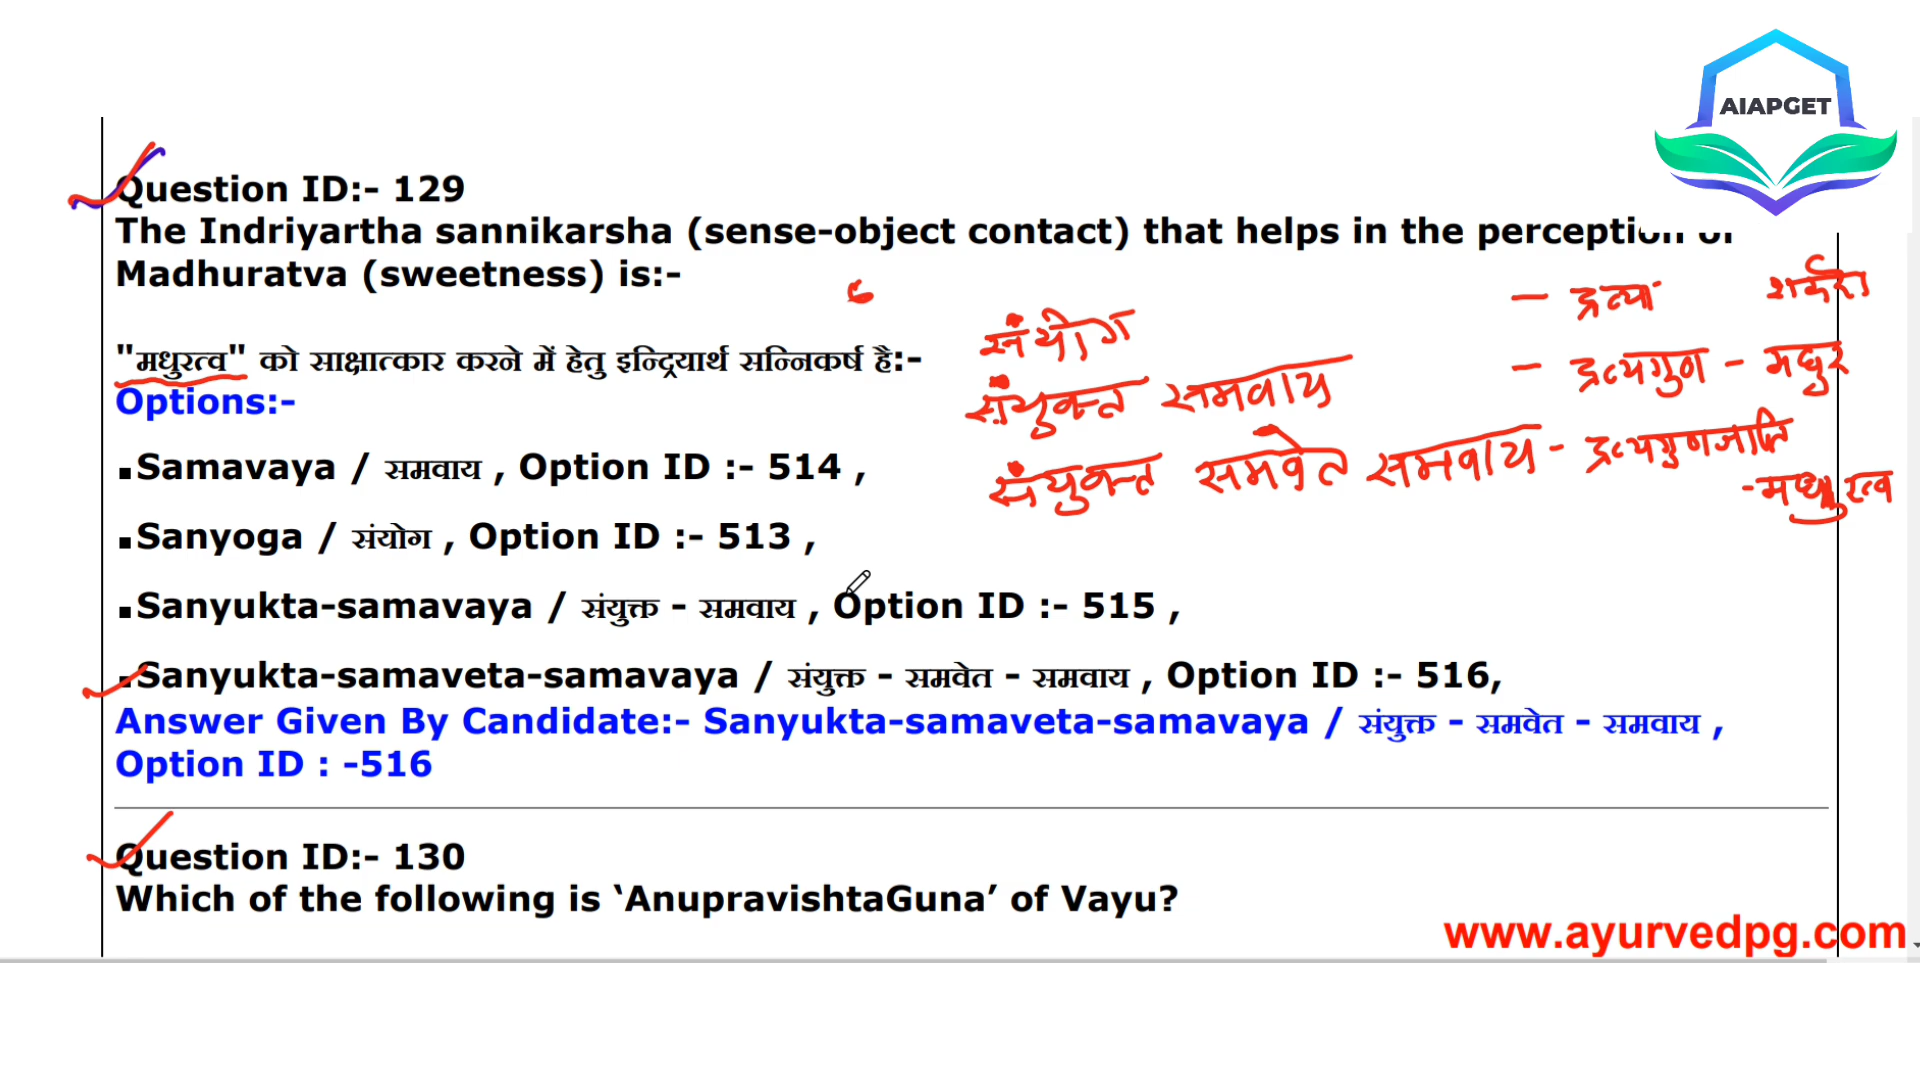 AIAPGET
Question ID:- 129
The Indriyartha sannikarsha (sense-object contact) that helps in the perception of
Madhuratva (sweetness) is:-
६
संयोग - द्रव्य शर्करा
"मधुरत्व" को साक्षात्कार करने में हेतु इन्द्रियार्थ सन्निकर्ष है:-
संयुक्त समवाय - द्रव्यगुण - मधुर
Options:-
संयुक्त समवेत समवाय - द्रव्यगुणजाति
- मधुरत्व
▪Samavaya / समवाय , Option ID :- 514 ,
▪Sanyoga / संयोग , Option ID :- 513 ,
▪Sanyukta-samavaya / संयुक्त - समवाय , Option ID :- 515 ,
▪Sanyukta-samaveta-samavaya / संयुक्त - समवेत - समवाय , Option ID :- 516,
Answer Given By Candidate:- Sanyukta-samaveta-samavaya / संयुक्त - समवेत - समवाय ,
Option ID : -516
Question ID:- 130
Which of the following is ‘AnupravishtaGuna’ of Vayu?
www.ayurvedpg.com